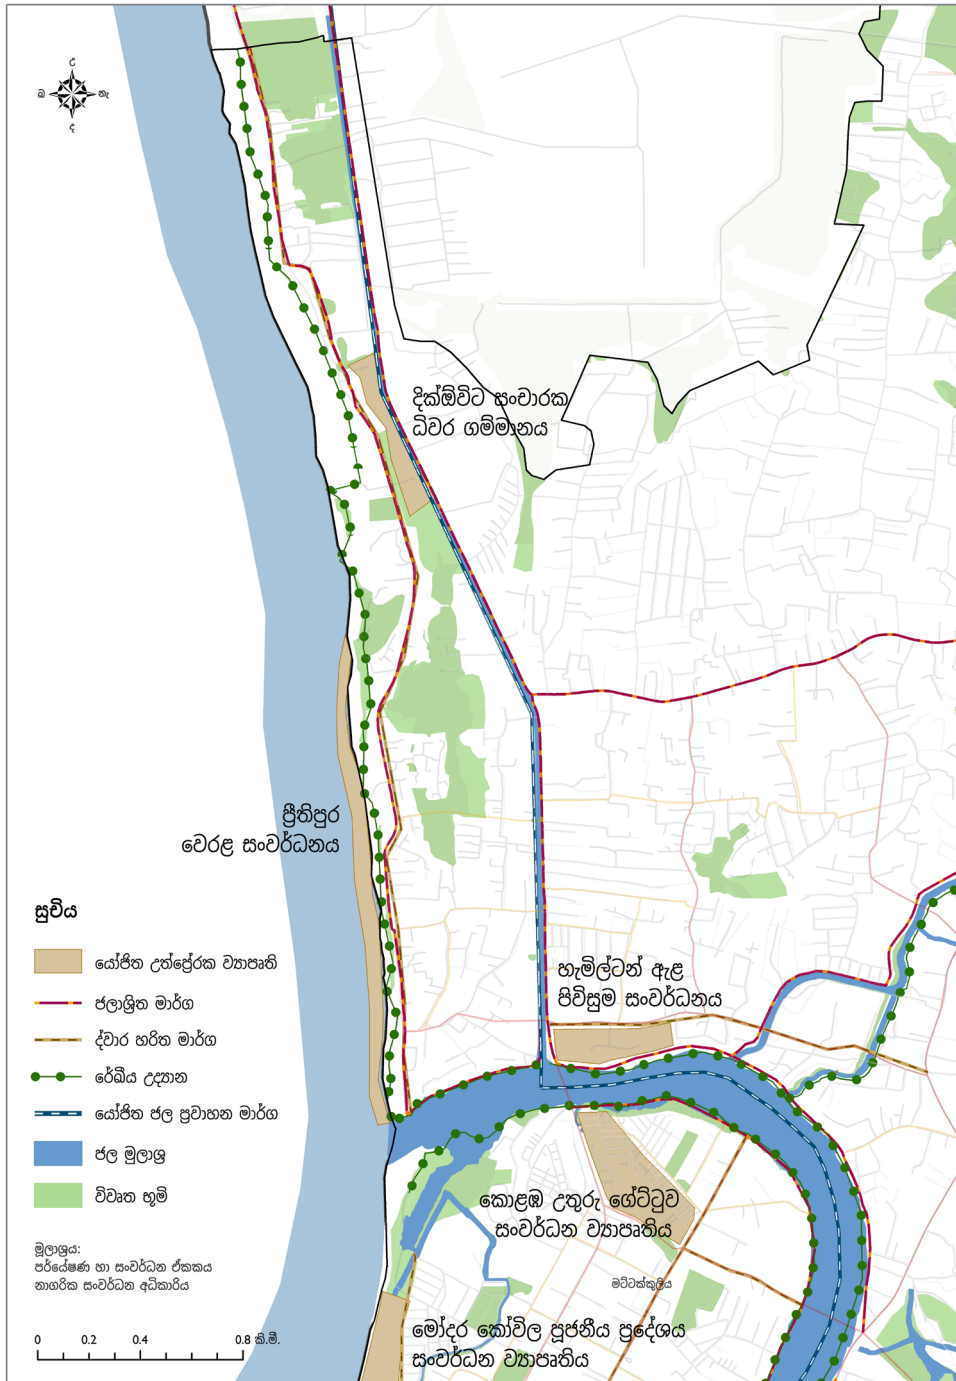 උ
බ
නැ
ද
දික්ඕවිට සංචාරක
ධීවර ගම්මානය
ප්‍රීතිපුර
වෙරළ සංවර්ධනය
හැමිල්ටන් ඇළ
පිවිසුම සංවර්ධනය
කොළඹ උතුරු ගේට්ටුව
සංවර්ධන ව්‍යාපෘතිය
මට්ටක්කුලිය
මෝදර කෝවිල පූජනීය ප්‍රදේශය
සංවර්ධන ව්‍යාපෘතිය
සූචිය
යෝජිත උත්ප්‍රේරක ව්‍යාපෘති
ජලාශ්‍රිත මාර්ග
ද්වාර හරිත මාර්ග
රේඛීය උද්‍යාන
යෝජිත ජල ප්‍රවාහන මාර්ග
ජල මූලාශ්‍ර
විවෘත භූමි
මූලාශ්‍රය:
පර්යේෂණ හා සංවර්ධන ඒකකය
නාගරික සංවර්ධන අධිකාරිය
0 0.2 0.4 0.8 කි.මී.